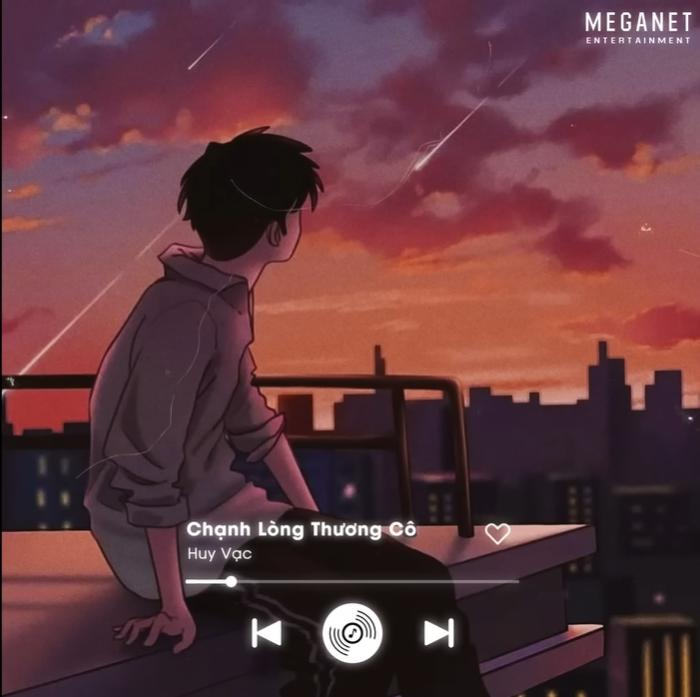 MEGANET
ENTERTAINMENT
Chạnh Lòng Thương Cô
Huy Vạc